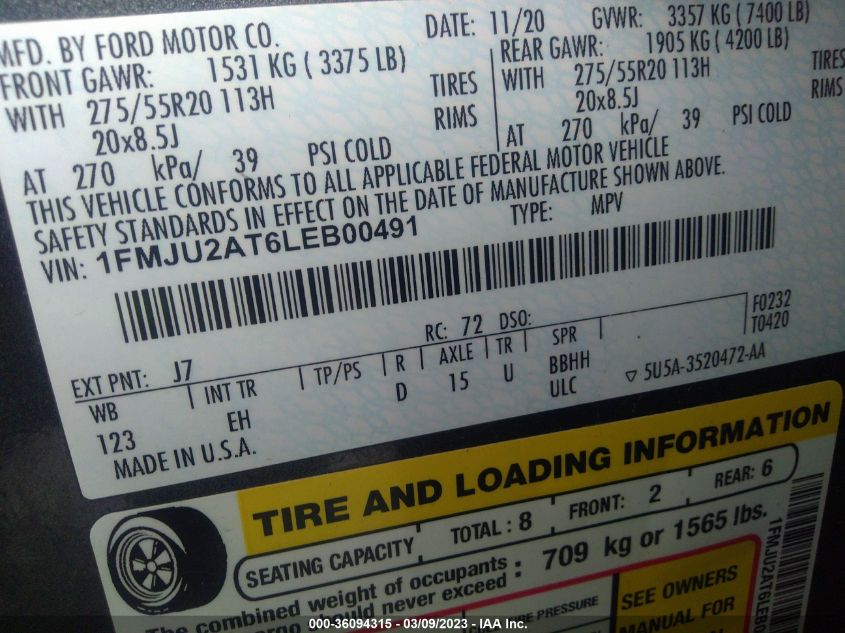 MFD. BY FORD MOTOR CO.
DATE: 11/20 GVWR: 3357 KG ( 7400 LB)
FRONT GAWR: 1531 KG ( 3375 LB)
WITH 275/55R20 113H TIRES
20x8.5J RIMS
AT 270 kPa/ 39 PSI COLD
REAR GAWR: 1905 KG ( 4200 LB)
WITH 275/55R20 113H TIRES
20x8.5J RIMS
AT 270 kPa/ 39 PSI COLD
THIS VEHICLE CONFORMS TO ALL APPLICABLE FEDERAL MOTOR VEHICLE
SAFETY STANDARDS IN EFFECT ON THE DATE OF MANUFACTURE SHOWN ABOVE.
VIN: 1FMJU2AT6LEB00491 TYPE: MPV
F0232
T0420
EXT PNT: J7 RC: 72 DSO:
WB INT TR TP/PS R AXLE TR SPR
123 EH D 15 U BBHH
ULC
▽ 5U5A-3520472-AA
MADE IN U.S.A.
TIRE AND LOADING INFORMATION
SEATING CAPACITY TOTAL : 8 FRONT: 2 REAR: 6
The combined weight of occupants
should never exceed : 709 kg or 1565 lbs.
TIRE PRESSURE
SEE OWNERS
MANUAL FOR
1FMJU2AT6LEB0
000-36094315 - 03/09/2023 - IAA Inc.